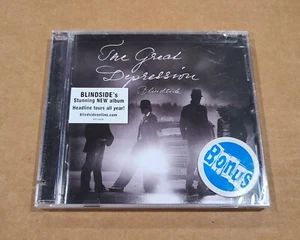 The Great
Depression
Blindside
BLINDSIDE's
Stunning NEW album
Headline tours all year!
blindsideonline.com
Bonus